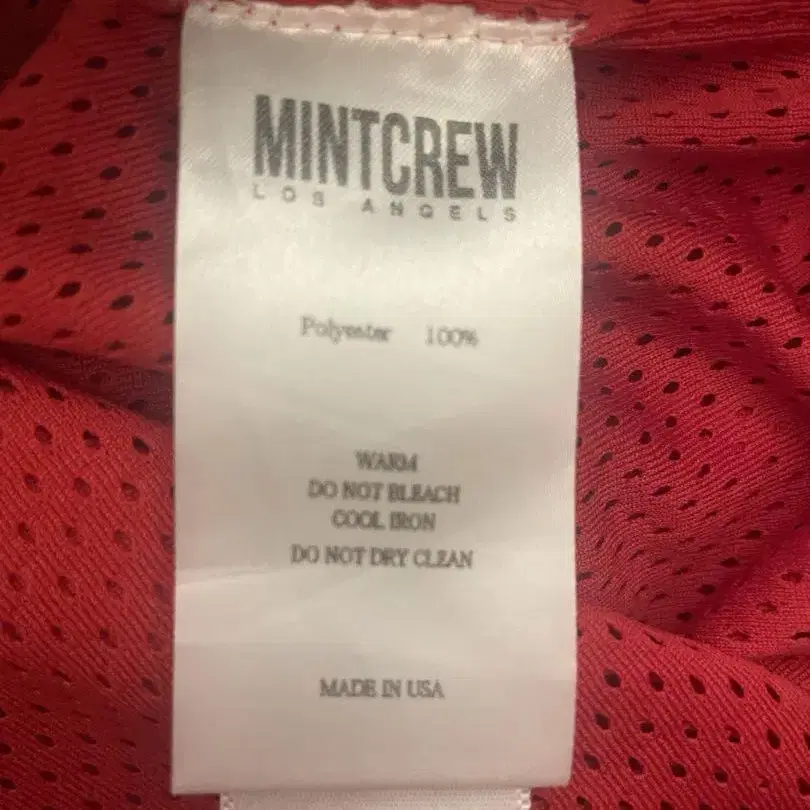 MINTCREW
LOS ANGELS
Polyester 100%
WARM
DO NOT BLEACH
COOL IRON
DO NOT DRY CLEAN
MADE IN USA